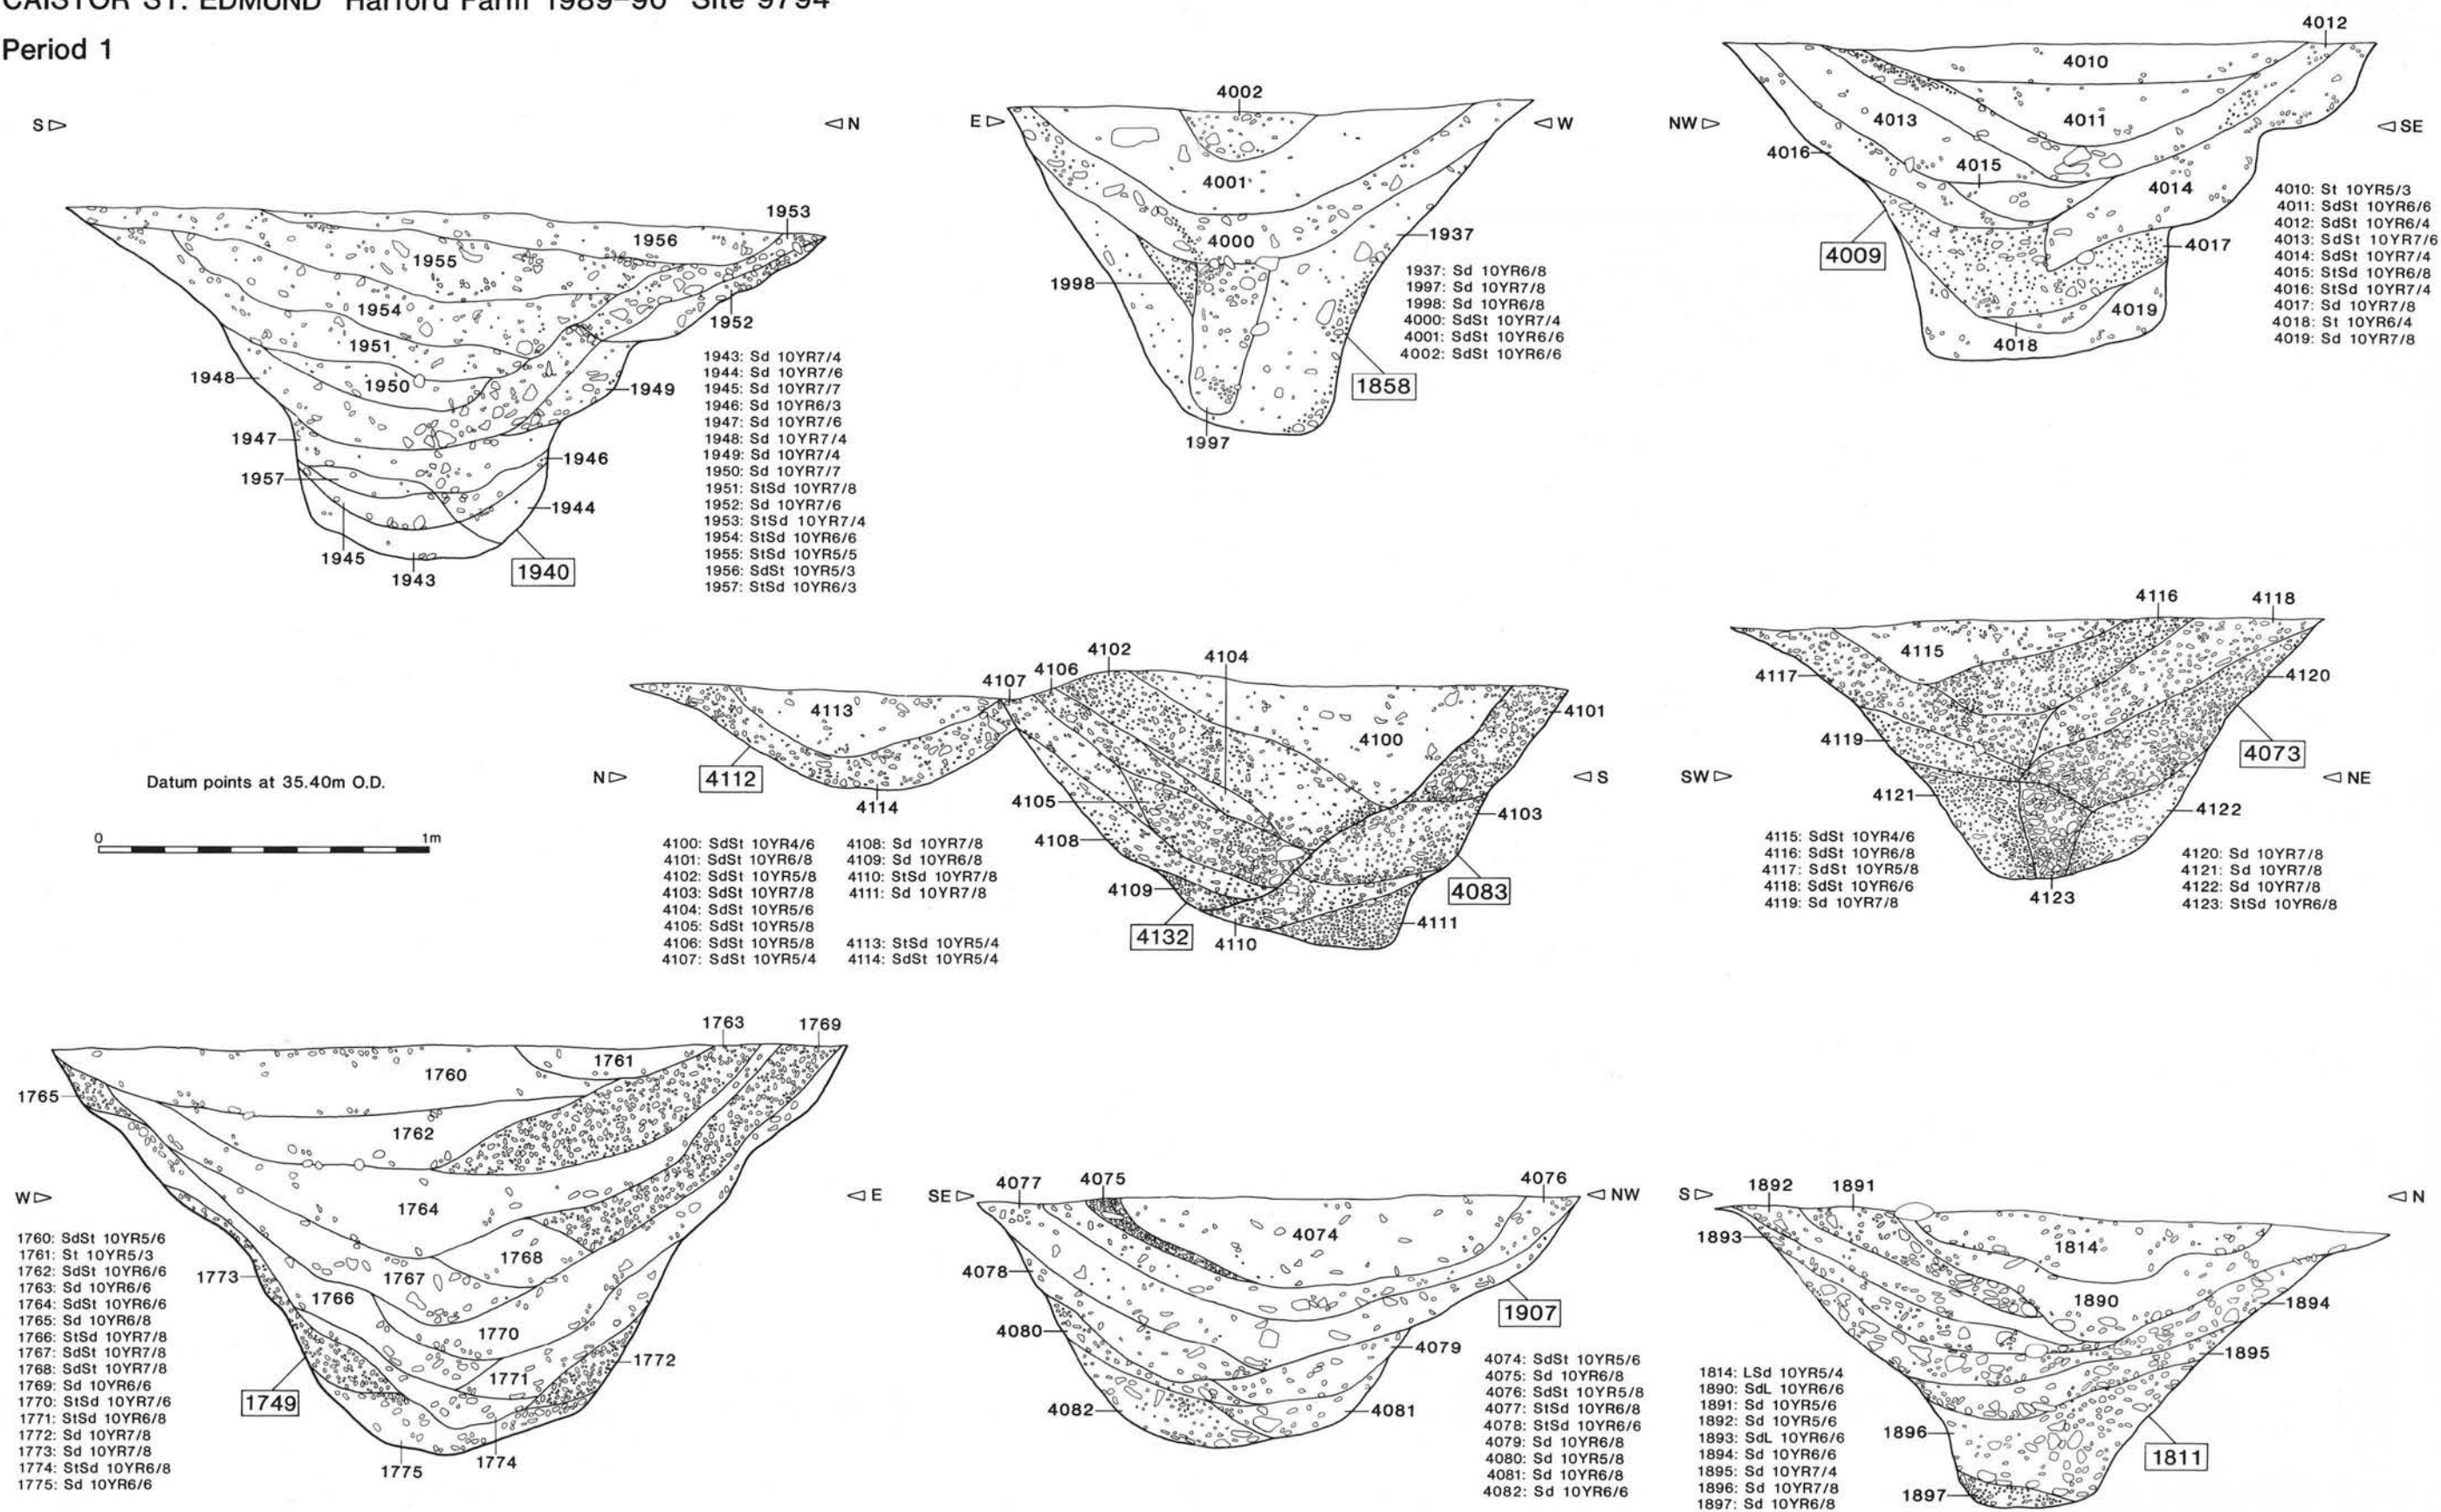 CAISTOR ST. EDMUND Harford Farm 1989-90 Site 9794
Period 1
S
N
1953
1956
1955
1954
1952
1951
1950
1948
1949
1947
1946
1957
1944
1945
1943
1940
1943: Sd 10YR7/4
1944: Sd 10YR7/6
1945: Sd 10YR7/7
1946: Sd 10YR6/3
1947: Sd 10YR7/6
1948: Sd 10YR7/4
1949: Sd 10YR7/4
1950: Sd 10YR7/7
1951: StSd 10YR7/8
1952: Sd 10YR7/6
1953: StSd 10YR7/4
1954: StSd 10YR6/6
1955: StSd 10YR5/5
1956: SdSt 10YR5/3
1957: StSd 10YR6/3
E
W
4002
4001
4000
1937
1998
1858
1997
1937: Sd 10YR6/8
1997: Sd 10YR7/8
1998: Sd 10YR6/8
4000: SdSt 10YR7/4
4001: SdSt 10YR6/6
4002: SdSt 10YR6/6
NW
SE
4012
4010
4011
4013
4016
4015
4014
4009
4017
4019
4018
4010: St 10YR5/3
4011: SdSt 10YR6/6
4012: SdSt 10YR6/4
4013: SdSt 10YR7/6
4014: SdSt 10YR7/4
4015: StSd 10YR6/8
4016: StSd 10YR7/4
4017: Sd 10YR7/8
4018: St 10YR6/4
4019: Sd 10YR7/8
Datum points at 35.40m O.D.
0
1m
N
S
4102
4104
4106
4107
4113
4101
4100
4112
4114
4105
4103
4108
4109
4083
4132
4110
4111
4100: SdSt 10YR4/6
4101: SdSt 10YR6/8
4102: SdSt 10YR5/8
4103: SdSt 10YR7/8
4104: SdSt 10YR5/6
4105: SdSt 10YR5/8
4106: SdSt 10YR5/8
4107: SdSt 10YR5/4
4108: Sd 10YR7/8
4109: Sd 10YR6/8
4110: StSd 10YR7/8
4111: Sd 10YR7/8
4113: StSd 10YR5/4
4114: SdSt 10YR5/4
SW
NE
4116
4118
4115
4117
4120
4119
4073
4121
4122
4123
4115: SdSt 10YR4/6
4116: SdSt 10YR6/8
4117: SdSt 10YR5/8
4118: SdSt 10YR6/6
4119: Sd 10YR7/8
4120: Sd 10YR7/8
4121: Sd 10YR7/8
4122: Sd 10YR7/8
4123: StSd 10YR6/8
W
E
1763
1769
1761
1760
1765
1762
1764
1768
1767
1773
1766
1770
1772
1771
1749
1774
1775
1760: SdSt 10YR5/6
1761: St 10YR5/3
1762: SdSt 10YR6/6
1763: Sd 10YR6/6
1764: SdSt 10YR6/6
1765: Sd 10YR6/8
1766: StSd 10YR7/8
1767: SdSt 10YR7/8
1768: SdSt 10YR7/8
1769: Sd 10YR6/6
1770: StSd 10YR7/6
1771: StSd 10YR6/8
1772: Sd 10YR7/8
1773: Sd 10YR7/8
1774: StSd 10YR6/8
1775: Sd 10YR6/6
SE
NW
4077
4075
4076
4074
4078
1907
4080
4079
4082
4081
4074: SdSt 10YR5/6
4075: Sd 10YR6/8
4076: SdSt 10YR5/8
4077: StSd 10YR6/8
4078: StSd 10YR6/6
4079: Sd 10YR6/8
4080: Sd 10YR5/8
4081: Sd 10YR6/8
4082: Sd 10YR6/6
S
N
1892
1891
1893
1814
1890
1894
1895
1896
1811
1897
1814: LSd 10YR5/4
1890: SdL 10YR6/6
1891: Sd 10YR5/6
1892: Sd 10YR5/6
1893: SdL 10YR6/6
1894: Sd 10YR6/6
1895: Sd 10YR7/4
1896: Sd 10YR7/8
1897: Sd 10YR6/8